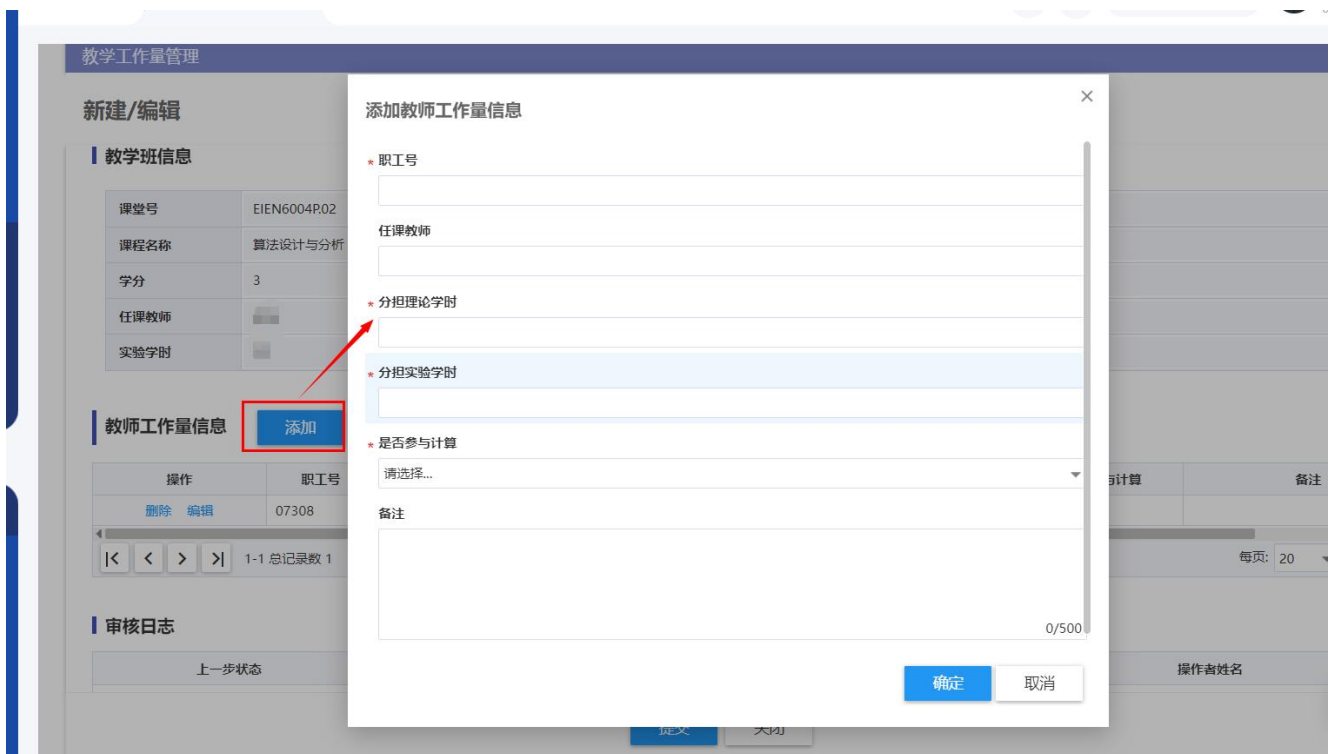 教学工作量管理
新建/编辑
教学班信息
课堂号 EIEN6004P.02
课程名称 算法设计与分析
学分 3
任课教师
实验学时
教师工作量信息 添加
操作 职工号 与计算 备注
删除 编辑 07308
1-1 总记录数 1 每页: 20
审核日志
上一步状态 操作者姓名
提交 关闭
添加教师工作量信息
* 职工号
任课教师
* 分担理论学时
* 分担实验学时
* 是否参与计算
请选择...
备注
0/500
确定 取消